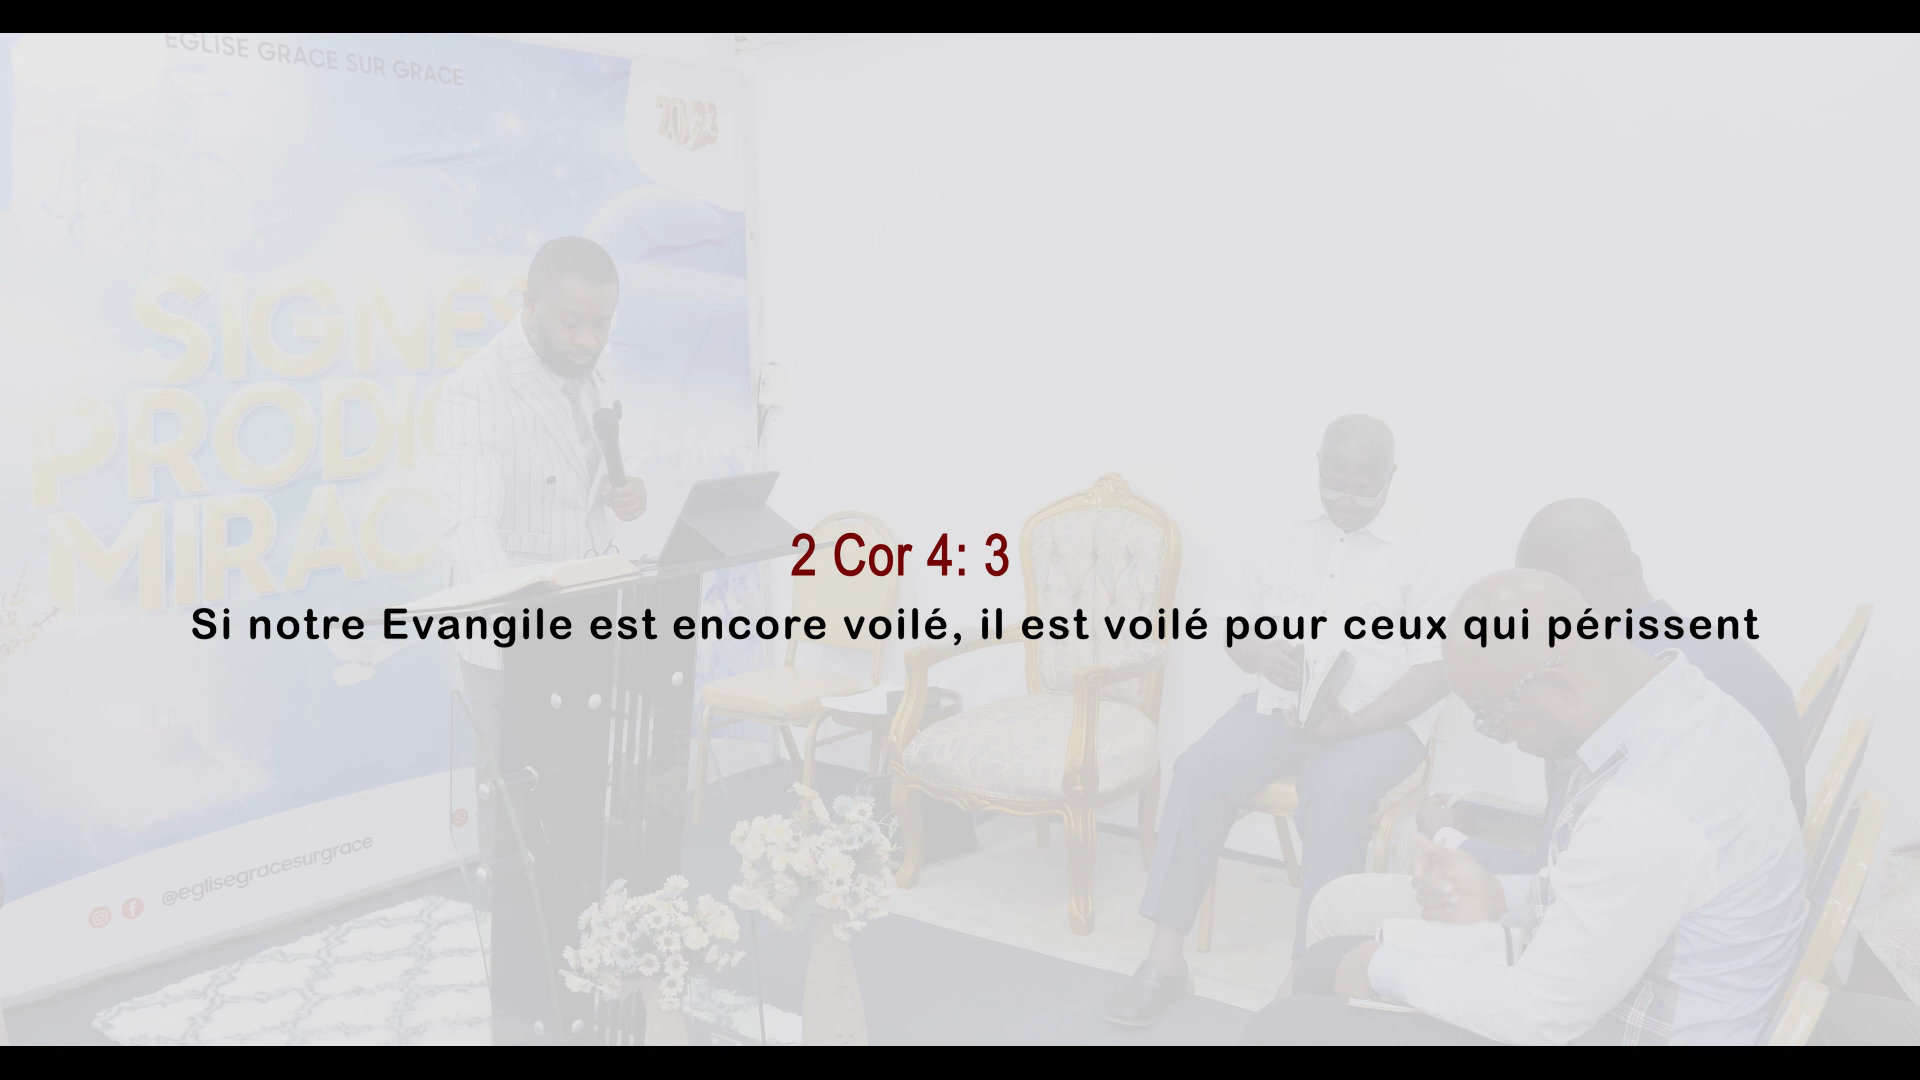 EGLISE GRACE SUR GRACE
2023
SIGNES
PRODIG
MIRAC
2 Cor 4: 3
Si notre Evangile est encore voilé, il est voilé pour ceux qui périssent
@eglisegracesurgrace